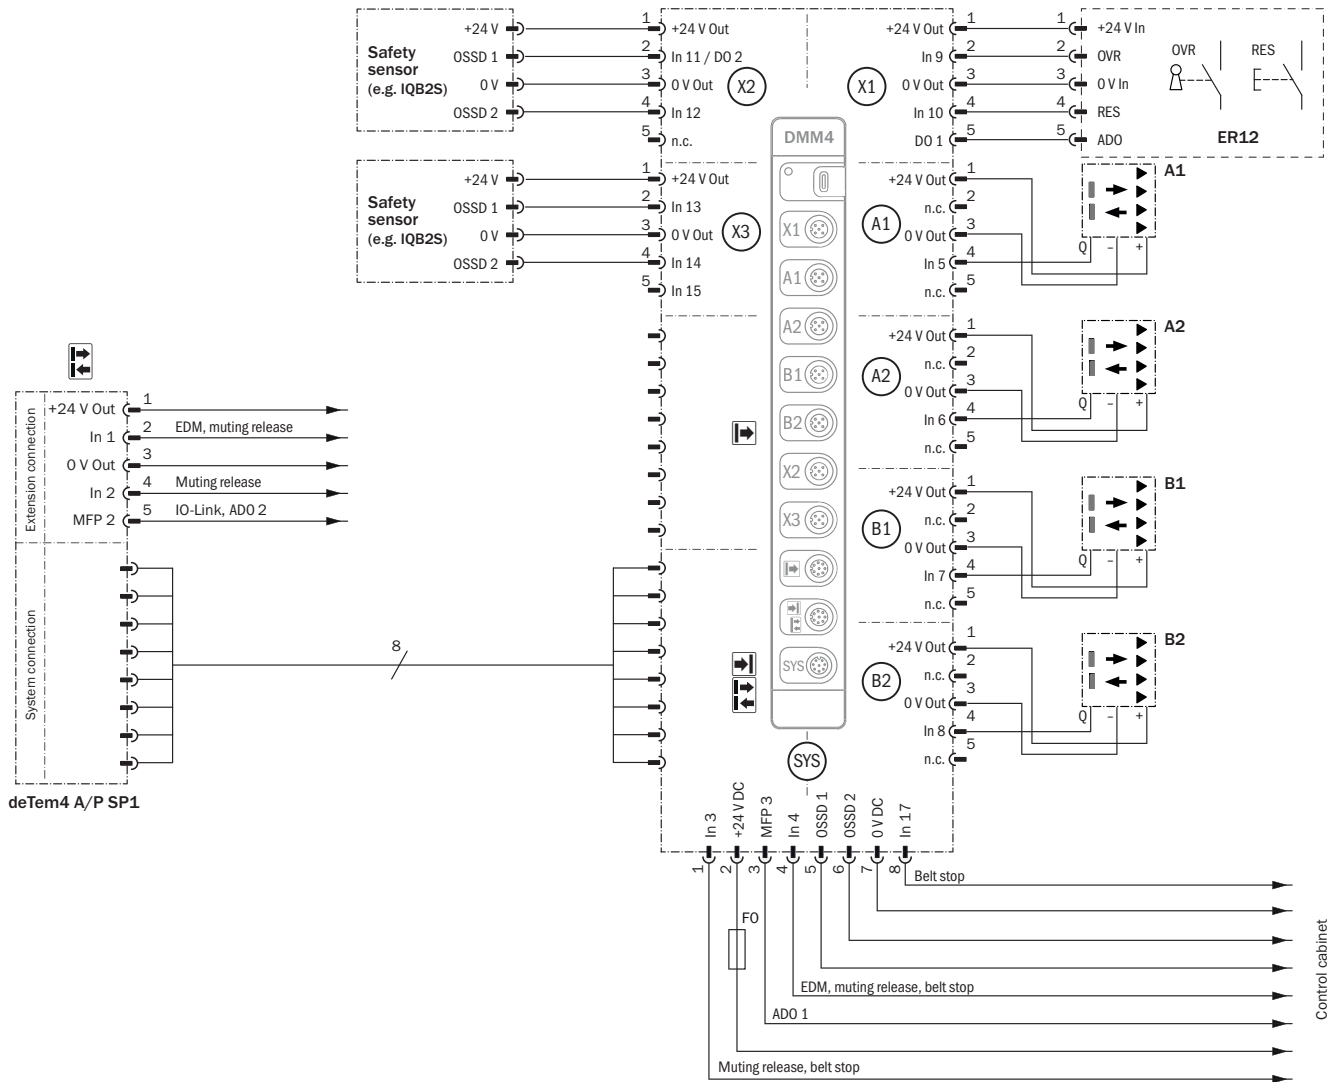 Safety
sensor
(e.g. IQB2S)
+24 V
OSSD 1
0 V
OSSD 2
1
2
3
4
5
+24 V Out
In 11 / DO 2
0 V Out
In 12
n.c.
X2
X1
+24 V Out
In 9
0 V Out
In 10
DO 1
1
2
3
4
5
1
2
3
4
5
+24 V In
OVR
0 V In
RES
ADO
OVR
RES
ER12
Safety
sensor
(e.g. IQB2S)
+24 V
OSSD 1
0 V
OSSD 2
1
2
3
4
5
+24 V Out
In 13
0 V Out
In 14
In 15
X3
DMM4
X1
A1
A2
B1
B2
X2
X3
SYS
A1
+24 V Out
n.c.
0 V Out
In 5
n.c.
1
2
3
4
5
A1
Q
–
+
A2
+24 V Out
n.c.
0 V Out
In 6
n.c.
1
2
3
4
5
A2
Q
–
+
B1
+24 V Out
n.c.
0 V Out
In 7
n.c.
1
2
3
4
5
B1
Q
–
+
B2
+24 V Out
n.c.
0 V Out
In 8
n.c.
1
2
3
4
5
B2
Q
–
+
Extension connection
+24 V Out
In 1
0 V Out
In 2
MFP 2
1
2
3
4
5
EDM, muting release
Muting release
IO-Link, ADO 2
System connection
8
deTem4 A/P SP1
SYS
In 3
+24 V DC
MFP 3
In 4
OSSD 1
OSSD 2
0 V DC
In 17
1
2
3
4
5
6
7
8
Belt stop
F0
EDM, muting release, belt stop
ADO 1
Muting release, belt stop
Control cabinet